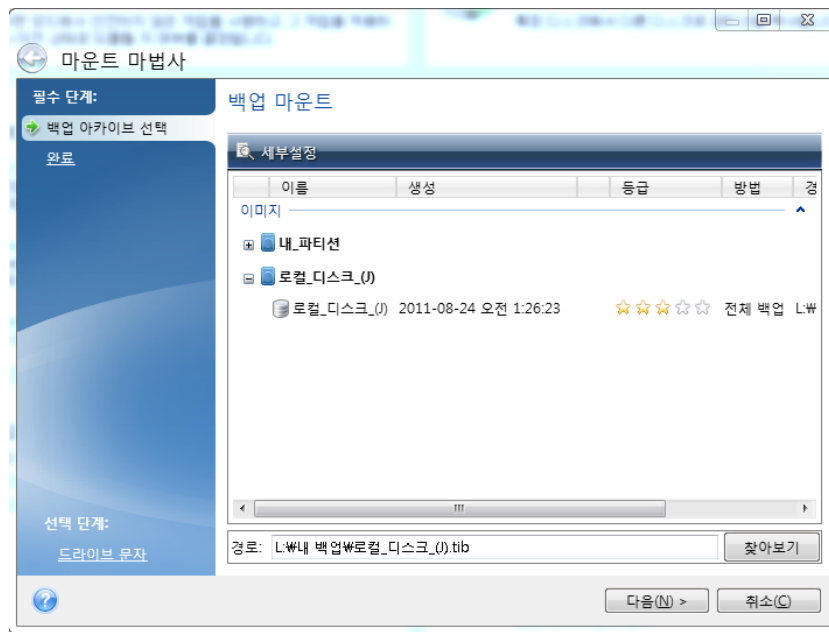 마운트 마법사
필수 단계:
백업 아카이브 선택
완료
선택 단계:
드라이브 문자
백업 마운트
세부설정
이름 생성 등급 방법 경
이미지
내_파티션
로컬_디스크_(J)
로컬_디스크_(J) 2011-08-24 오전 1:26:23 전체 백업 L:₩
경로: L:₩내 백업₩로컬_디스크_(J).tib 찾아보기
다음(N) > 취소(C)